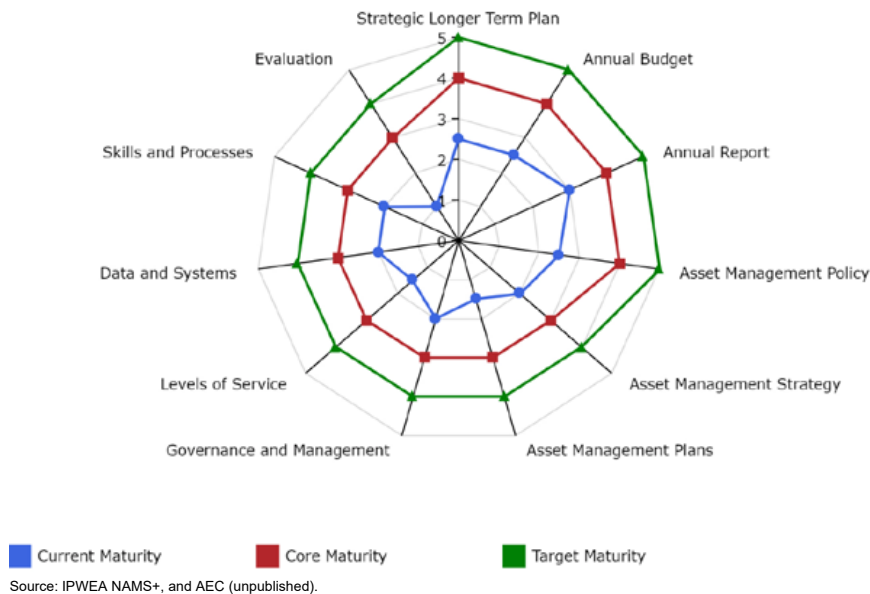 Strategic Longer Term Plan
5
Evaluation
Annual Budget
4
3
Skills and Processes
Annual Report
2
1
0
Data and Systems
Asset Management Policy
Levels of Service
Asset Management Strategy
Governance and Management
Asset Management Plans
Current Maturity
Core Maturity
Target Maturity
Source: IPWEA NAMS+, and AEC (unpublished).